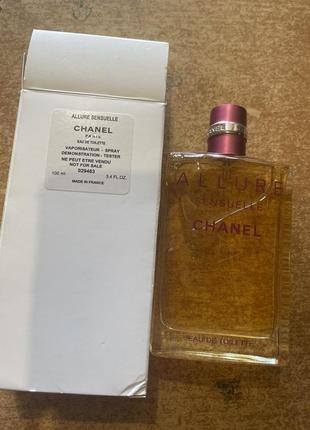 ALLURE SENSUELLE
CHANEL
PARIS
EAU DE TOILETTE
VAPORISATEUR - SPRAY
DEMONSTRATION - TESTER
NE PEUT ETRE VENDU
NOT FOR SALE
029463
100 ml 3.4 FL.OZ.
MADE IN FRANCE
CHANEL
ALLURE
SENSUELLE
CHANEL
EAU DE TOILETTE